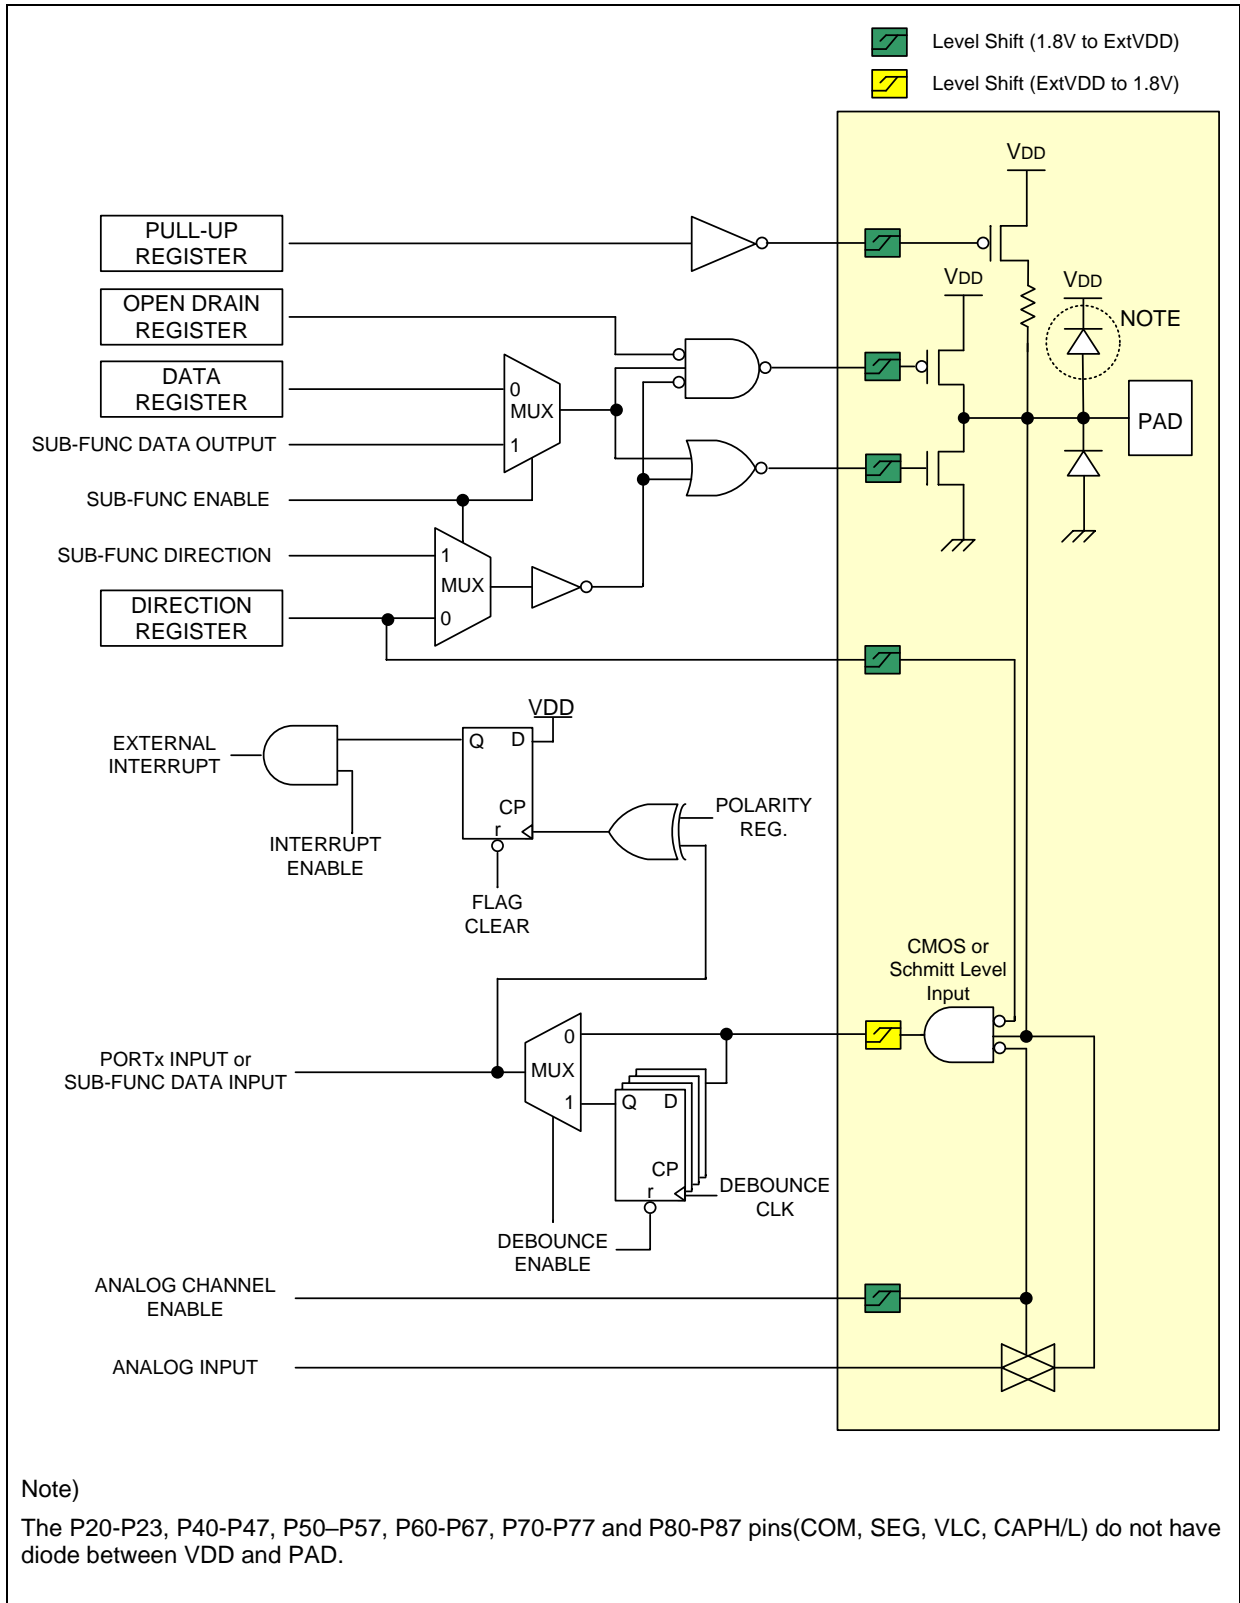 Level Shift (1.8V to ExtVDD)
Level Shift (ExtVDD to 1.8V)
VDD
PULL-UP
REGISTER
VDD
VDD
OPEN DRAIN
REGISTER
NOTE
DATA
REGISTER
0
MUX
1
PAD
SUB-FUNC DATA OUTPUT
SUB-FUNC ENABLE
SUB-FUNC DIRECTION
1
MUX
0
DIRECTION
REGISTER
VDD
EXTERNAL
INTERRUPT
Q D
CP
r
POLARITY
REG.
INTERRUPT
ENABLE
FLAG
CLEAR
CMOS or
Schmitt Level
Input
PORTx INPUT or
SUB-FUNC DATA INPUT
0
MUX
1
Q D
CP
r
DEBOUNCE
CLK
DEBOUNCE
ENABLE
ANALOG CHANNEL
ENABLE
ANALOG INPUT
Note)
The P20-P23, P40-P47, P50–P57, P60-P67, P70-P77 and P80-P87 pins(COM, SEG, VLC, CAPH/L) do not have
diode between VDD and PAD.